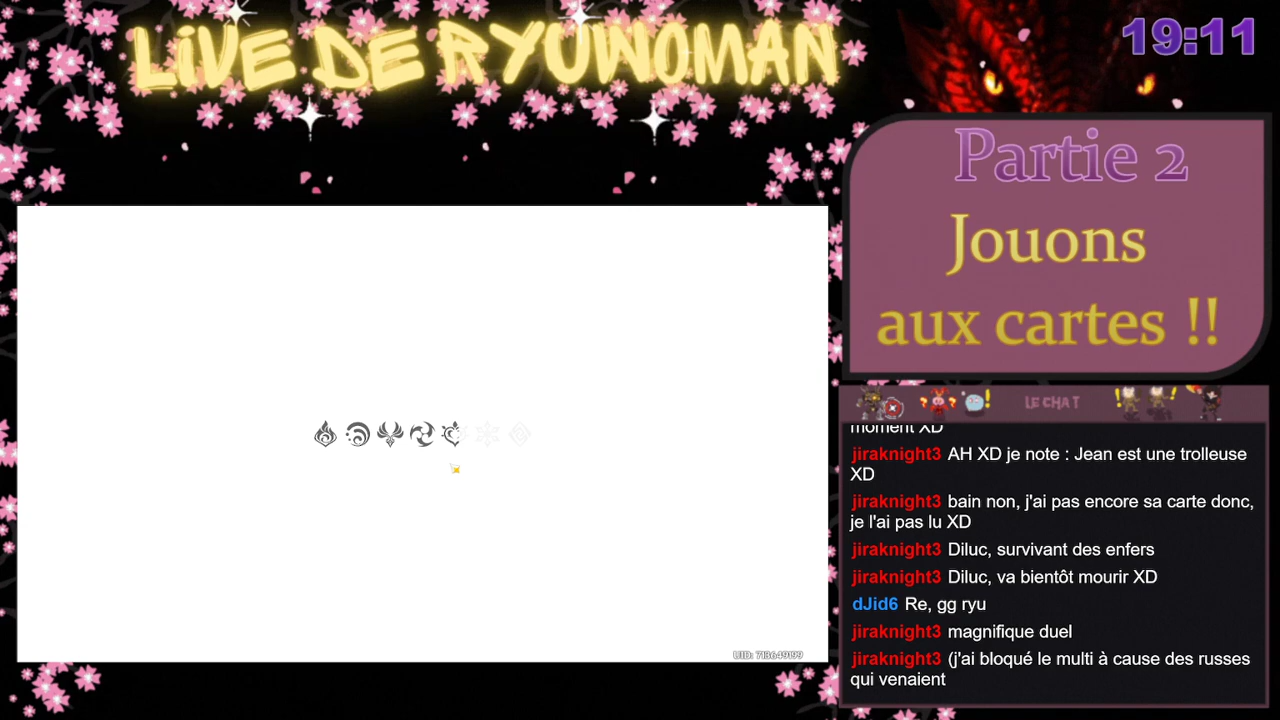 LIVE DE RYUWOMAN
19:11
Partie 2
Jouons
aux cartes !!
LE CHAT
moment XD
jiraknight3 AH XD je note : Jean est une trolleuse
XD
jiraknight3 bain non, j'ai pas encore sa carte donc,
je l'ai pas lu XD
jiraknight3 Diluc, survivant des enfers
jiraknight3 Diluc, va bientôt mourir XD
dJid6 Re, gg ryu
jiraknight3 magnifique duel
jiraknight3 (j'ai bloqué le multi à cause des russes
qui venaient
UID: 713649199